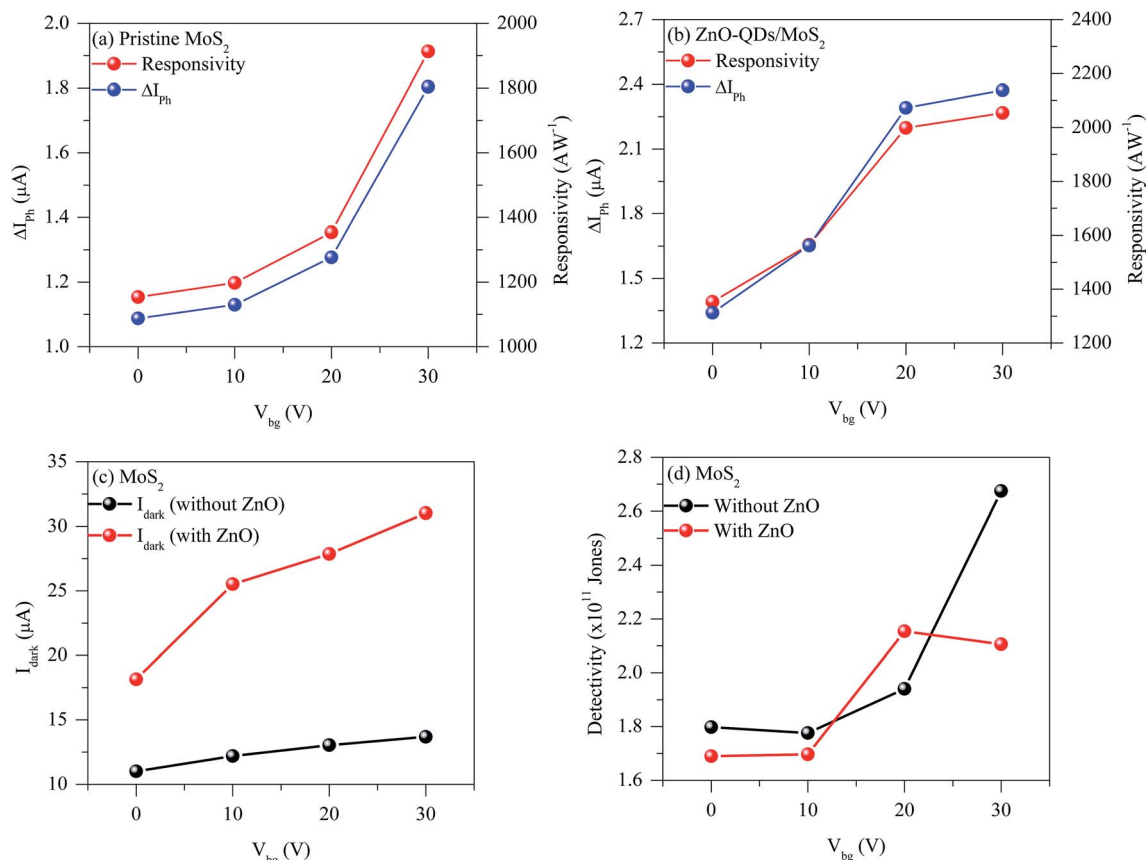 (a) Pristine MoS₂
Responsivity
ΔI_Ph
2.0
1.8
1.6
1.4
1.2
1.0
ΔI_Ph (μA)
2000
1800
1600
1400
1200
1000
Responsivity (AW⁻¹)
0 10 20 30
V_bg (V)
(b) ZnO-QDs/MoS₂
Responsivity
ΔI_Ph
2.7
2.4
2.1
1.8
1.5
1.2
ΔI_Ph (μA)
2400
2200
2000
1800
1600
1400
1200
Responsivity (AW⁻¹)
0 10 20 30
V_bg (V)
(c) MoS₂
I_dark (without ZnO)
I_dark (with ZnO)
35
30
25
20
15
10
I_dark (μA)
0 10 20 30
V_bg (V)
(d) MoS₂
Without ZnO
With ZnO
2.8
2.6
2.4
2.2
2.0
1.8
1.6
Detectivity (x10¹¹ Jones)
0 10 20 30
V_bg (V)